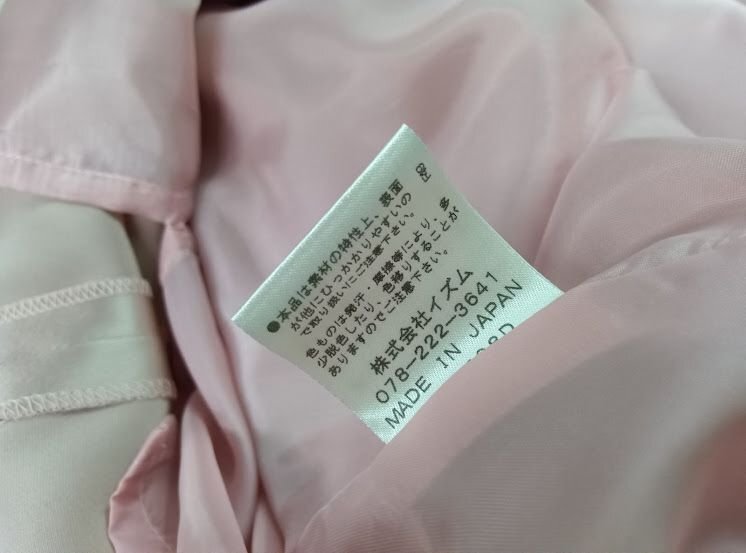 ●本品は素材の特性上、表面
が他にひっかかりやすいの
で取り扱いにご注意下さい。
色ものは発汗、摩擦等により、多
少脱色したり、色移りすることが
ありますのでご注意下さい。
株式会社イズム
078-222-3641
MADE IN JAPAN